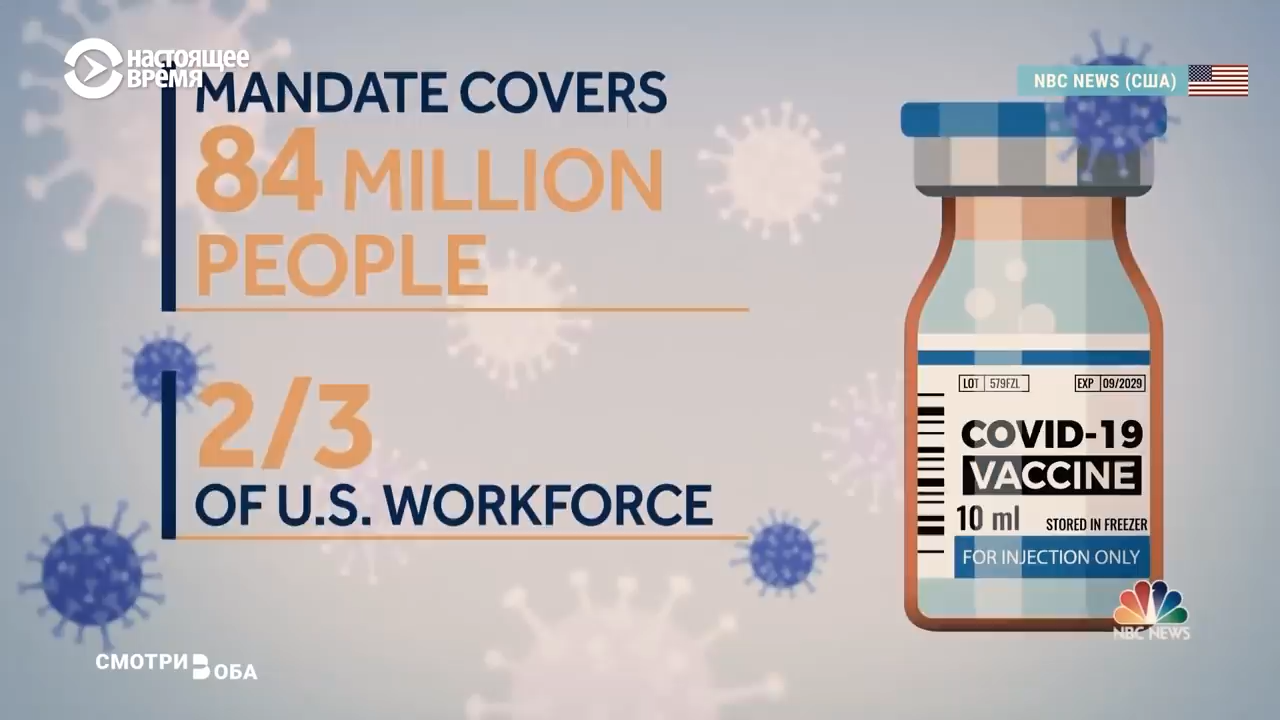 настоящее
время
NBC NEWS (США)
MANDATE COVERS
84 MILLION
PEOPLE
2/3
OF U.S. WORKFORCE
LOT 579FZL EXP 09/2029
COVID-19
VACCINE
10 ml STORED IN FREEZER
FOR INJECTION ONLY
NBC NEWS
СМОТРИ В ОБА